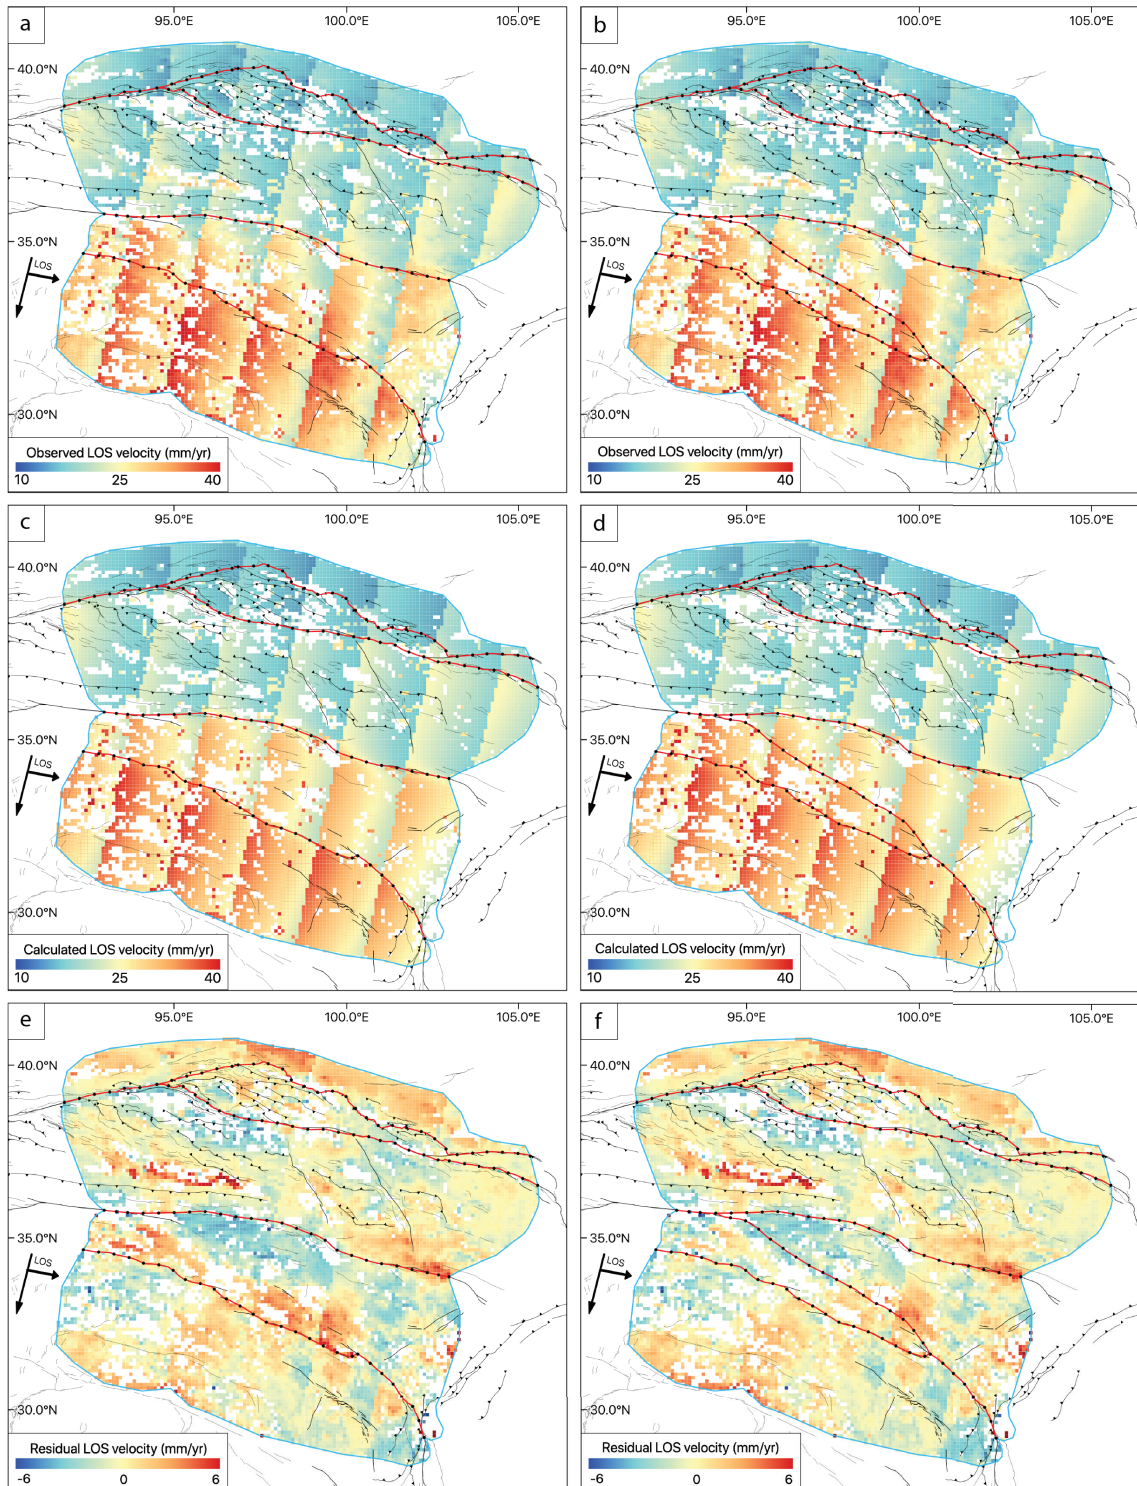 a
95.0°E 100.0°E 105.0°E
40.0°N
35.0°N
LOS
30.0°N
Observed LOS velocity (mm/yr)
10 25 40
b
95.0°E 100.0°E 105.0°E
40.0°N
35.0°N
LOS
30.0°N
Observed LOS velocity (mm/yr)
10 25 40
c
95.0°E 100.0°E 105.0°E
40.0°N
35.0°N
LOS
30.0°N
Calculated LOS velocity (mm/yr)
10 25 40
d
95.0°E 100.0°E 105.0°E
40.0°N
35.0°N
LOS
30.0°N
Calculated LOS velocity (mm/yr)
10 25 40
e
95.0°E 100.0°E 105.0°E
40.0°N
35.0°N
LOS
30.0°N
Residual LOS velocity (mm/yr)
-6 0 6
f
95.0°E 100.0°E 105.0°E
40.0°N
35.0°N
LOS
30.0°N
Residual LOS velocity (mm/yr)
-6 0 6